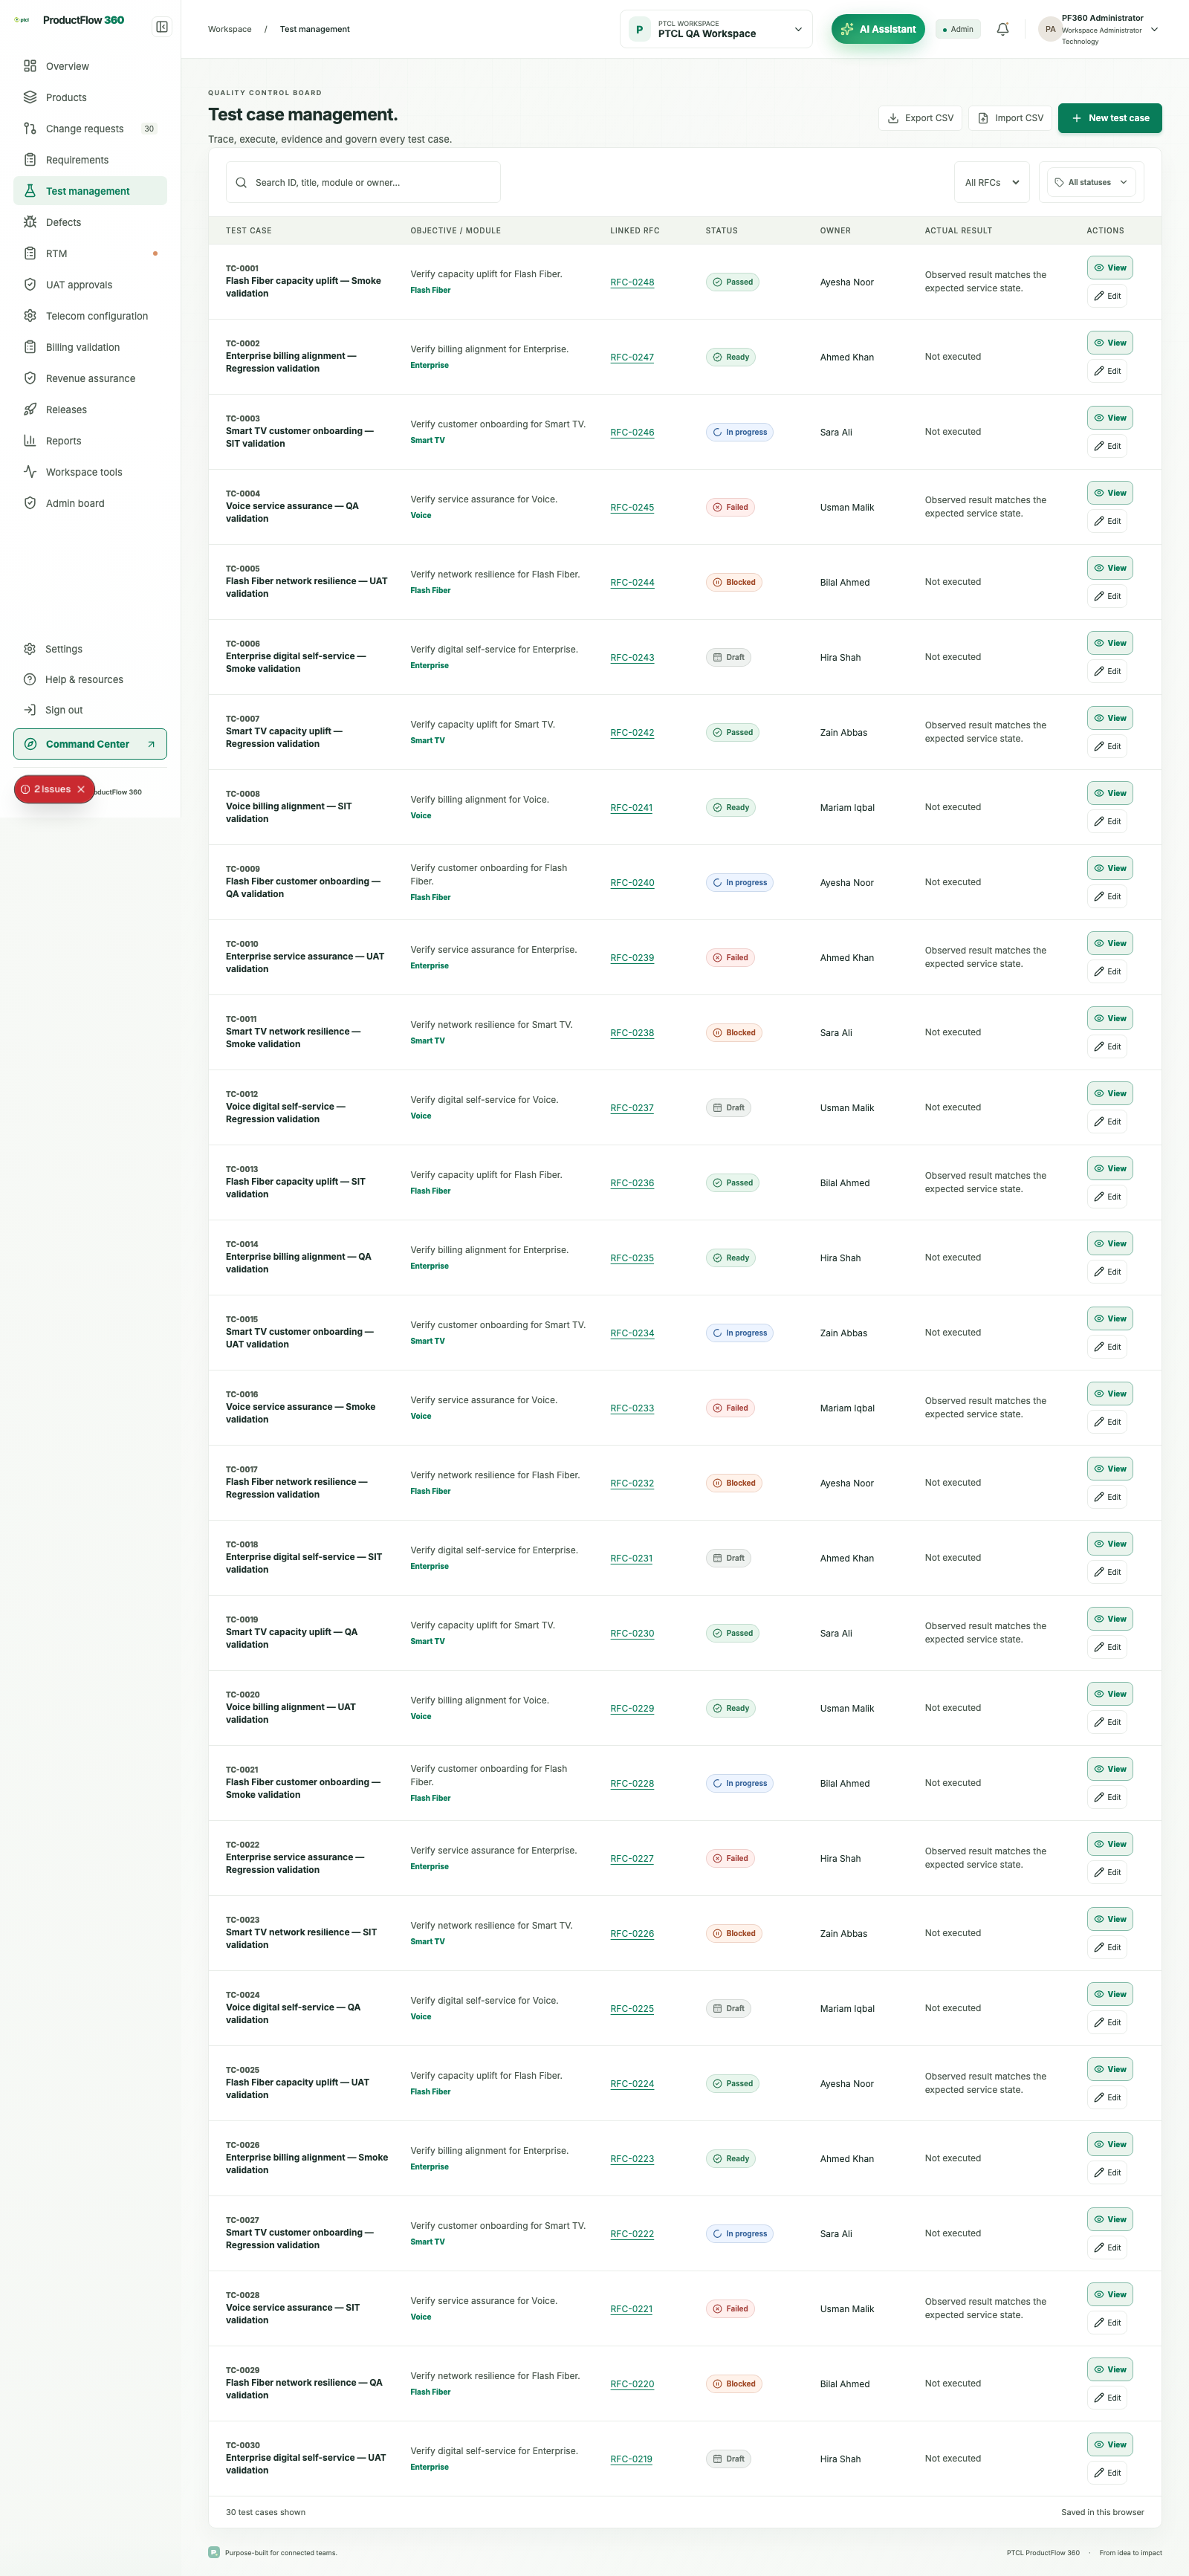 ptcl
ProductFlow 360
Overview
Products
Change requests 30
Requirements
Test management
Defects
RTM
UAT approvals
Telecom configuration
Billing validation
Revenue assurance
Releases
Reports
Workspace tools
Admin board
Settings
Help & resources
Sign out
Command Center
2 Issues
oductFlow 360
Workspace / Test management
P
PTCL WORKSPACE
PTCL QA Workspace
AI Assistant
Admin
PA
PF360 Administrator
Workspace Administrator
Technology
QUALITY CONTROL BOARD
Test case management.
Trace, execute, evidence and govern every test case.
Export CSV
Import CSV
New test case
Search ID, title, module or owner...
All RFCs
All statuses
TEST CASE OBJECTIVE / MODULE LINKED RFC STATUS OWNER ACTUAL RESULT ACTIONS
TC-0001
Flash Fiber capacity uplift — Smoke
validation
Verify capacity uplift for Flash Fiber.
Flash Fiber
RFC-0248
Passed
Ayesha Noor
Observed result matches the
expected service state.
View
Edit
TC-0002
Enterprise billing alignment —
Regression validation
Verify billing alignment for Enterprise.
Enterprise
RFC-0247
Ready
Ahmed Khan
Not executed
View
Edit
TC-0003
Smart TV customer onboarding —
SIT validation
Verify customer onboarding for Smart TV.
Smart TV
RFC-0246
In progress
Sara Ali
Not executed
View
Edit
TC-0004
Voice service assurance — QA
validation
Verify service assurance for Voice.
Voice
RFC-0245
Failed
Usman Malik
Observed result matches the
expected service state.
View
Edit
TC-0005
Flash Fiber network resilience — UAT
validation
Verify network resilience for Flash Fiber.
Flash Fiber
RFC-0244
Blocked
Bilal Ahmed
Not executed
View
Edit
TC-0006
Enterprise digital self-service —
Smoke validation
Verify digital self-service for Enterprise.
Enterprise
RFC-0243
Draft
Hira Shah
Not executed
View
Edit
TC-0007
Smart TV capacity uplift —
Regression validation
Verify capacity uplift for Smart TV.
Smart TV
RFC-0242
Passed
Zain Abbas
Observed result matches the
expected service state.
View
Edit
TC-0008
Voice billing alignment — SIT
validation
Verify billing alignment for Voice.
Voice
RFC-0241
Ready
Mariam Iqbal
Not executed
View
Edit
TC-0009
Flash Fiber customer onboarding —
QA validation
Verify customer onboarding for Flash
Fiber.
Flash Fiber
RFC-0240
In progress
Ayesha Noor
Not executed
View
Edit
TC-0010
Enterprise service assurance — UAT
validation
Verify service assurance for Enterprise.
Enterprise
RFC-0239
Failed
Ahmed Khan
Observed result matches the
expected service state.
View
Edit
TC-0011
Smart TV network resilience —
Smoke validation
Verify network resilience for Smart TV.
Smart TV
RFC-0238
Blocked
Sara Ali
Not executed
View
Edit
TC-0012
Voice digital self-service —
Regression validation
Verify digital self-service for Voice.
Voice
RFC-0237
Draft
Usman Malik
Not executed
View
Edit
TC-0013
Flash Fiber capacity uplift — SIT
validation
Verify capacity uplift for Flash Fiber.
Flash Fiber
RFC-0236
Passed
Bilal Ahmed
Observed result matches the
expected service state.
View
Edit
TC-0014
Enterprise billing alignment — QA
validation
Verify billing alignment for Enterprise.
Enterprise
RFC-0235
Ready
Hira Shah
Not executed
View
Edit
TC-0015
Smart TV customer onboarding —
UAT validation
Verify customer onboarding for Smart TV.
Smart TV
RFC-0234
In progress
Zain Abbas
Not executed
View
Edit
TC-0016
Voice service assurance — Smoke
validation
Verify service assurance for Voice.
Voice
RFC-0233
Failed
Mariam Iqbal
Observed result matches the
expected service state.
View
Edit
TC-0017
Flash Fiber network resilience —
Regression validation
Verify network resilience for Flash Fiber.
Flash Fiber
RFC-0232
Blocked
Ayesha Noor
Not executed
View
Edit
TC-0018
Enterprise digital self-service — SIT
validation
Verify digital self-service for Enterprise.
Enterprise
RFC-0231
Draft
Ahmed Khan
Not executed
View
Edit
TC-0019
Smart TV capacity uplift — QA
validation
Verify capacity uplift for Smart TV.
Smart TV
RFC-0230
Passed
Sara Ali
Observed result matches the
expected service state.
View
Edit
TC-0020
Voice billing alignment — UAT
validation
Verify billing alignment for Voice.
Voice
RFC-0229
Ready
Usman Malik
Not executed
View
Edit
TC-0021
Flash Fiber customer onboarding —
Smoke validation
Verify customer onboarding for Flash
Fiber.
Flash Fiber
RFC-0228
In progress
Bilal Ahmed
Not executed
View
Edit
TC-0022
Enterprise service assurance —
Regression validation
Verify service assurance for Enterprise.
Enterprise
RFC-0227
Failed
Hira Shah
Observed result matches the
expected service state.
View
Edit
TC-0023
Smart TV network resilience — SIT
validation
Verify network resilience for Smart TV.
Smart TV
RFC-0226
Blocked
Zain Abbas
Not executed
View
Edit
TC-0024
Voice digital self-service — QA
validation
Verify digital self-service for Voice.
Voice
RFC-0225
Draft
Mariam Iqbal
Not executed
View
Edit
TC-0025
Flash Fiber capacity uplift — UAT
validation
Verify capacity uplift for Flash Fiber.
Flash Fiber
RFC-0224
Passed
Ayesha Noor
Observed result matches the
expected service state.
View
Edit
TC-0026
Enterprise billing alignment — Smoke
validation
Verify billing alignment for Enterprise.
Enterprise
RFC-0223
Ready
Ahmed Khan
Not executed
View
Edit
TC-0027
Smart TV customer onboarding —
Regression validation
Verify customer onboarding for Smart TV.
Smart TV
RFC-0222
In progress
Sara Ali
Not executed
View
Edit
TC-0028
Voice service assurance — SIT
validation
Verify service assurance for Voice.
Voice
RFC-0221
Failed
Usman Malik
Observed result matches the
expected service state.
View
Edit
TC-0029
Flash Fiber network resilience — QA
validation
Verify network resilience for Flash Fiber.
Flash Fiber
RFC-0220
Blocked
Bilal Ahmed
Not executed
View
Edit
TC-0030
Enterprise digital self-service — UAT
validation
Verify digital self-service for Enterprise.
Enterprise
RFC-0219
Draft
Hira Shah
Not executed
View
Edit
30 test cases shown
Saved in this browser
Purpose-built for connected teams.
PTCL ProductFlow 360 · From idea to impact